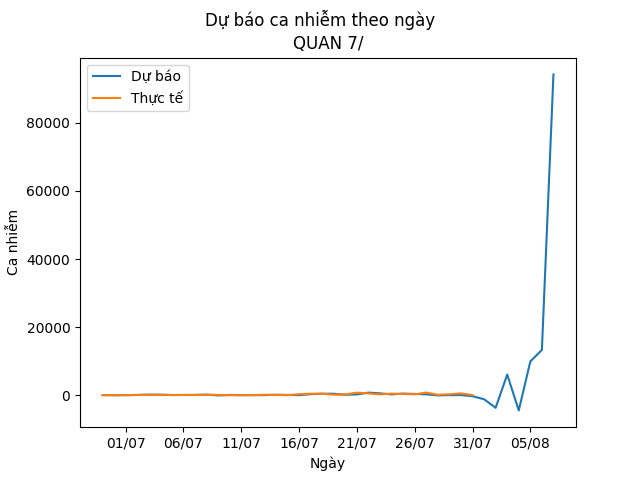 Dự báo ca nhiễm theo ngày
QUAN 7/
Dự báo
Thực tế
Ca nhiễm
80000
60000
40000
20000
0
01/07 06/07 11/07 16/07 21/07 26/07 31/07 05/08
Ngày